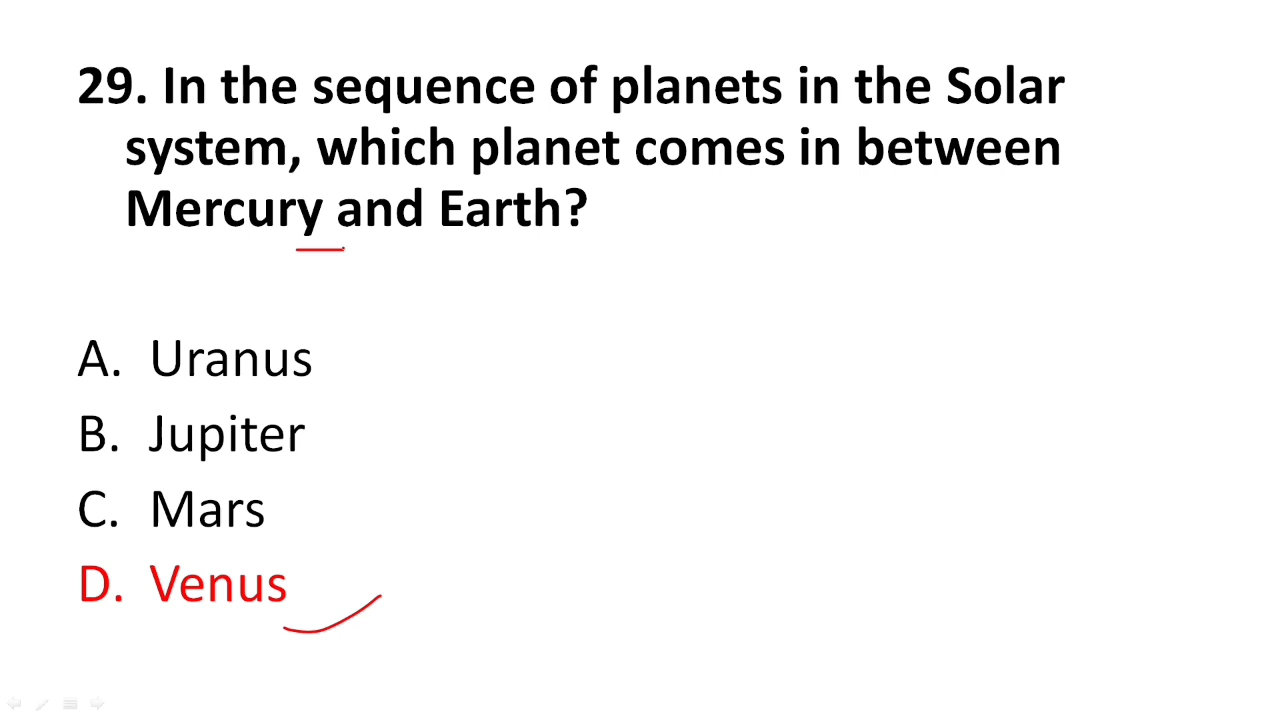 29. In the sequence of planets in the Solar
system, which planet comes in between
Mercury and Earth?
A. Uranus
B. Jupiter
C. Mars
D. Venus